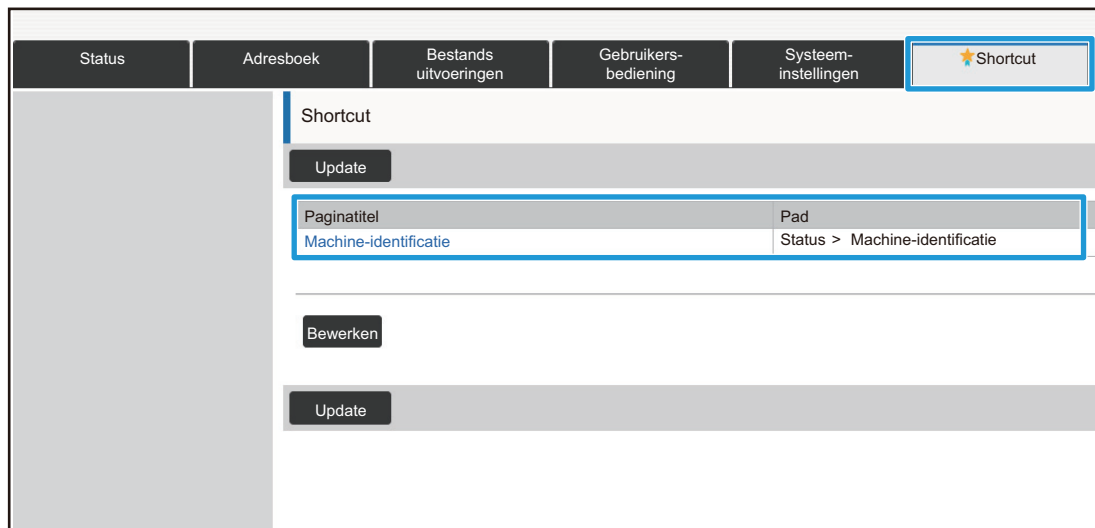 Status
Adresboek
Bestands
uitvoeringen
Gebruikers-
bediening
Systeem-
instellingen
Shortcut
Shortcut
Update
Paginatitel Pad
Machine-identificatie Status > Machine-identificatie
Bewerken
Update